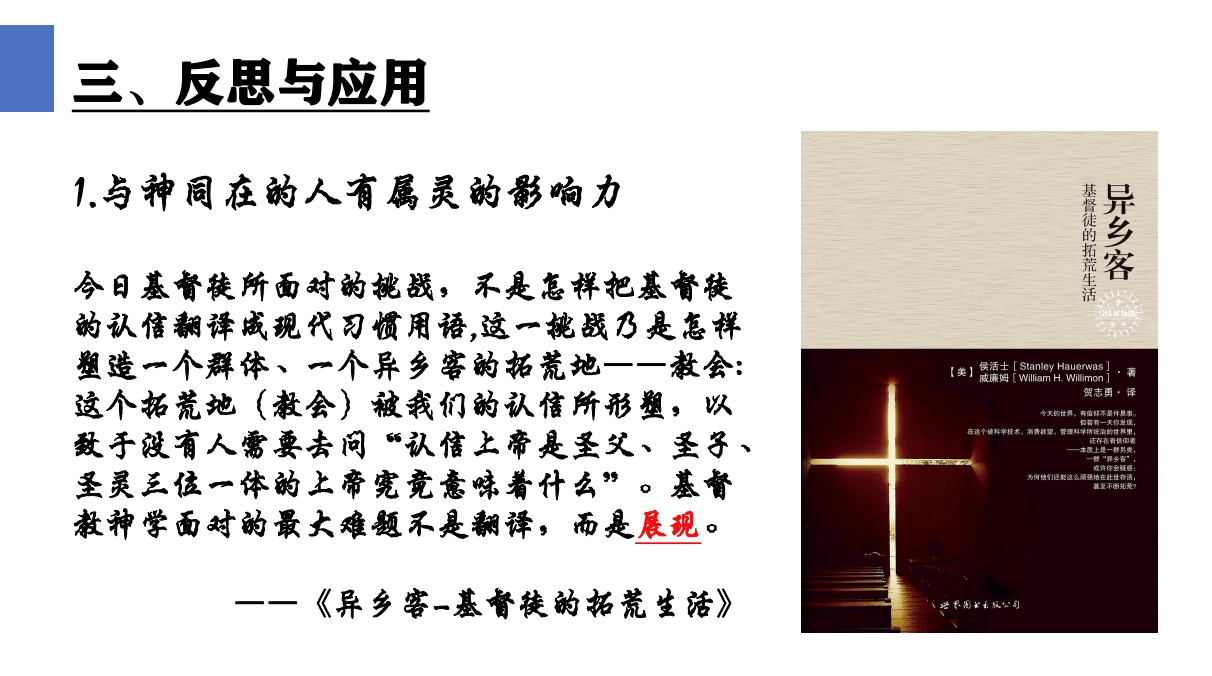 三、反思与应用
1.与神同在的人有属灵的影响力
今日基督徒所面对的挑战，不是怎样把基督徒
的认信翻译成现代习惯用语,这一挑战乃是怎样
塑造一个群体、一个异乡客的拓荒地——教会:
这个拓荒地（教会）被我们的认信所形塑，以
致于没有人需要去问“认信上帝是圣父、圣子、
圣灵三位一体的上帝究竟意味着什么”。基督
教神学面对的最大难题不是翻译，而是展现。
——《异乡客-基督徒的拓荒生活》
异乡客
基督徒的拓荒生活
Ark of faith
【美】侯活士［Stanley Hauerwas］
威廉姆［William H. Willimon］·著
贺志勇·译
今天的世界，有信仰不是件易事。
但若有一天你发现，
在这个被科学技术、消费欲望、管理科学所统治的世界里，
还存在着信仰者
——本质上是一群另类，
一群“异乡客”，
或许你会疑惑：
为何他们还能这么顽强地在此世存活，
甚至不断拓荒?
世界图书出版公司